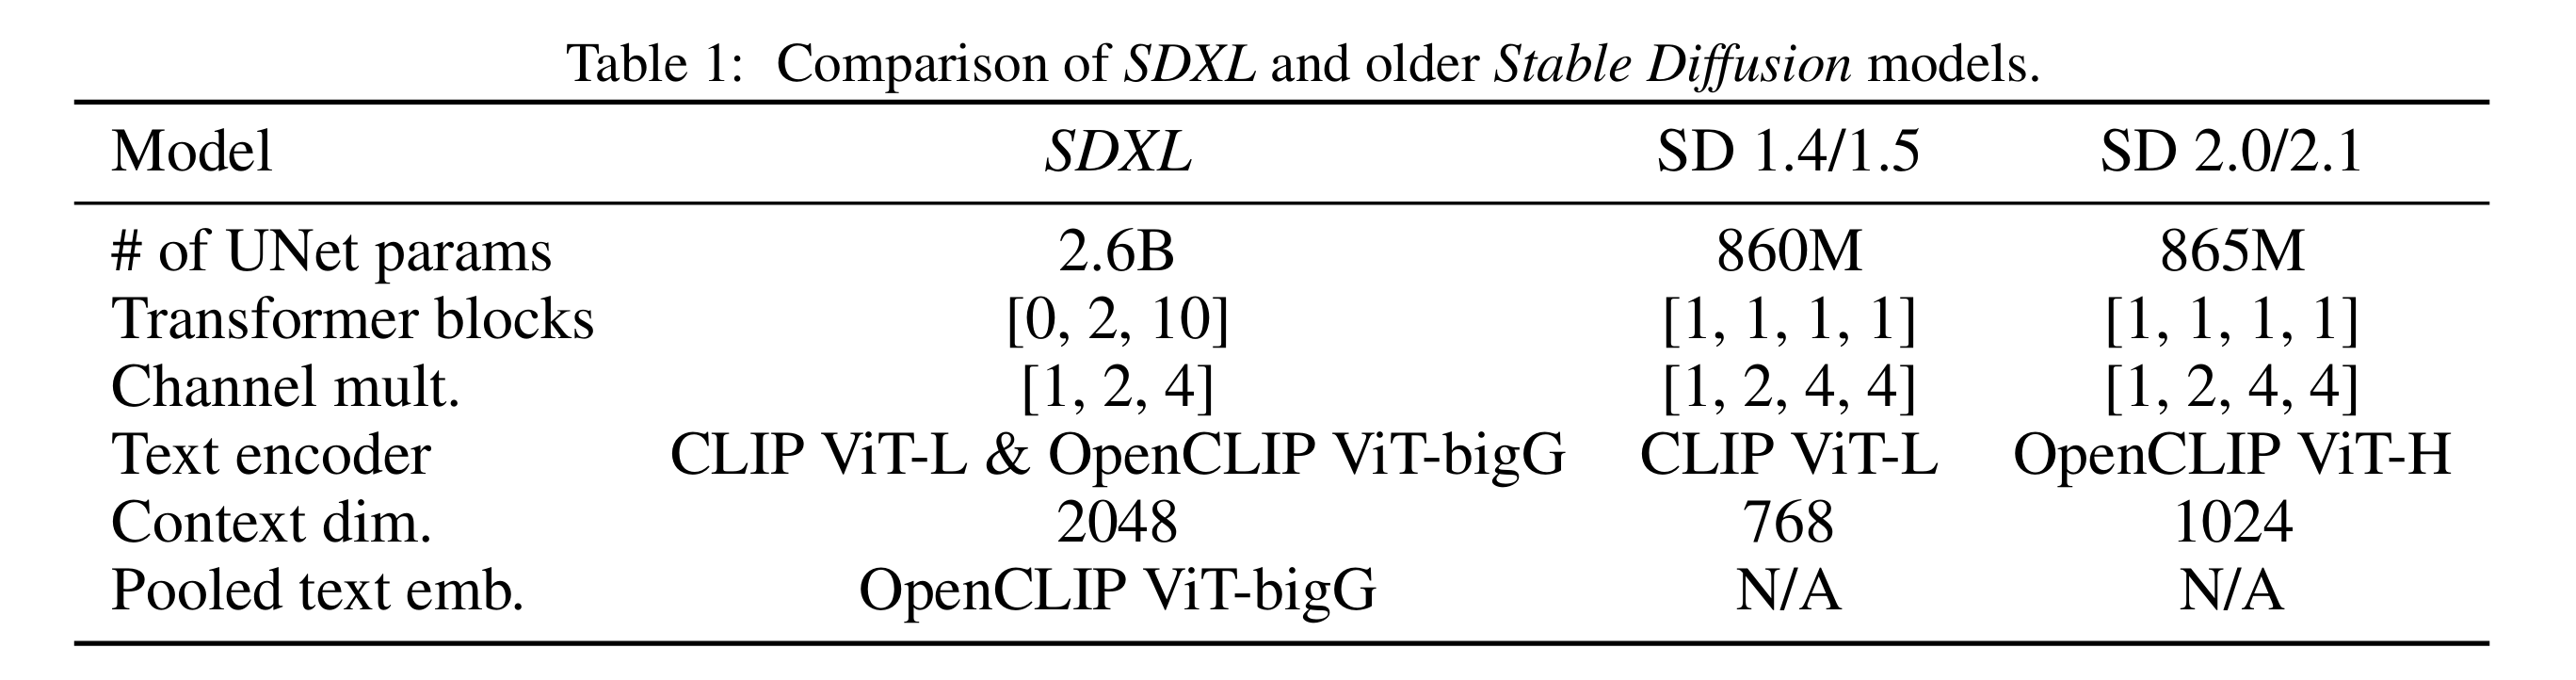 Table 1: Comparison of SDXL and older Stable Diffusion models.
Model SDXL SD 1.4/1.5 SD 2.0/2.1
# of UNet params 2.6B 860M 865M
Transformer blocks [0, 2, 10] [1, 1, 1, 1] [1, 1, 1, 1]
Channel mult. [1, 2, 4] [1, 2, 4, 4] [1, 2, 4, 4]
Text encoder CLIP ViT-L & OpenCLIP ViT-bigG CLIP ViT-L OpenCLIP ViT-H
Context dim. 2048 768 1024
Pooled text emb. OpenCLIP ViT-bigG N/A N/A